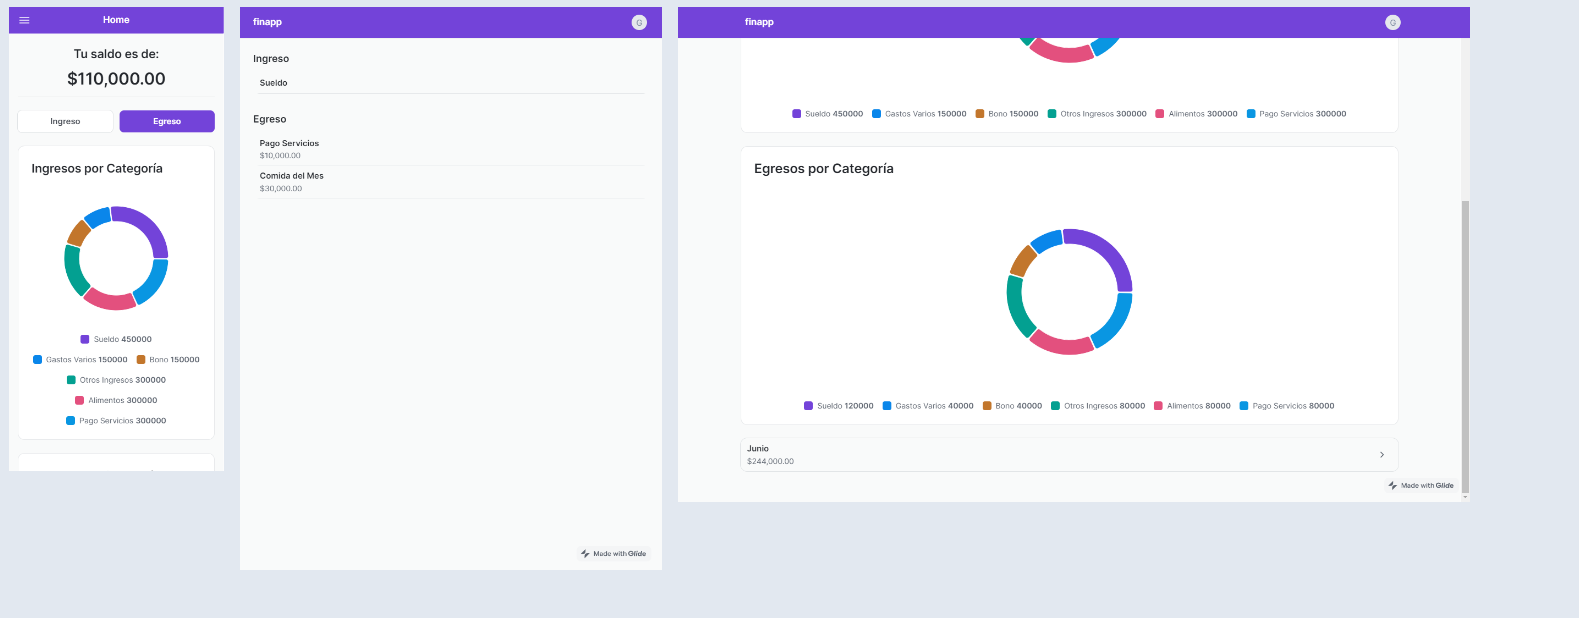 Home
Tu saldo es de:
$110,000.00
Ingreso
Egreso
Ingresos por Categoría
Sueldo 450000
Gastos Varios 150000
Bono 150000
Otros Ingresos 300000
Alimentos 300000
Pago Servicios 300000
finapp
G
Ingreso
Sueldo
Egreso
Pago Servicios
$10,000.00
Comida del Mes
$30,000.00
Made with Glide
finapp
G
Sueldo 450000
Gastos Varios 150000
Bono 150000
Otros Ingresos 300000
Alimentos 300000
Pago Servicios 300000
Egresos por Categoría
Sueldo 120000
Gastos Varios 40000
Bono 40000
Otros Ingresos 80000
Alimentos 80000
Pago Servicios 80000
Junio
$244,000.00
Made with Glide